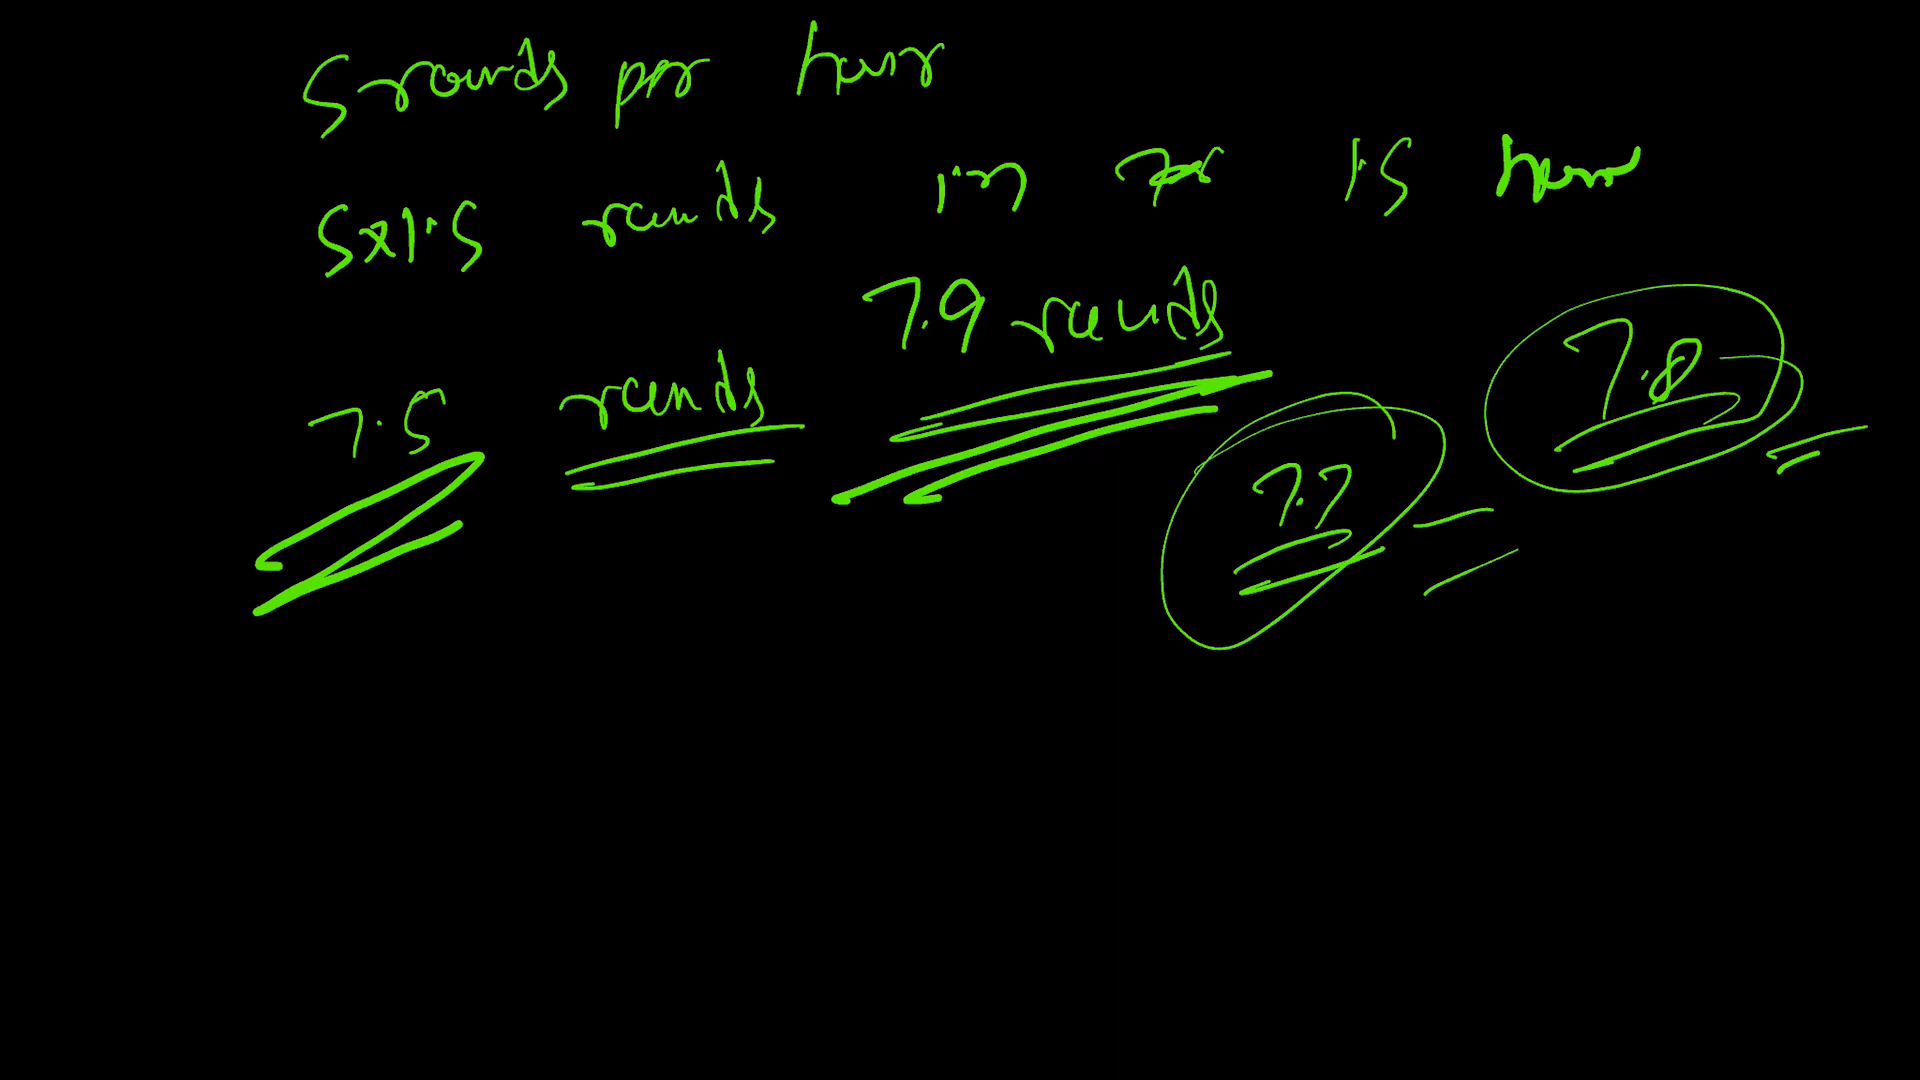 5 rounds per hour
5x1.5 rounds in 1.5 hour
7.9 rounds
7.8
7.5 rounds
7.7